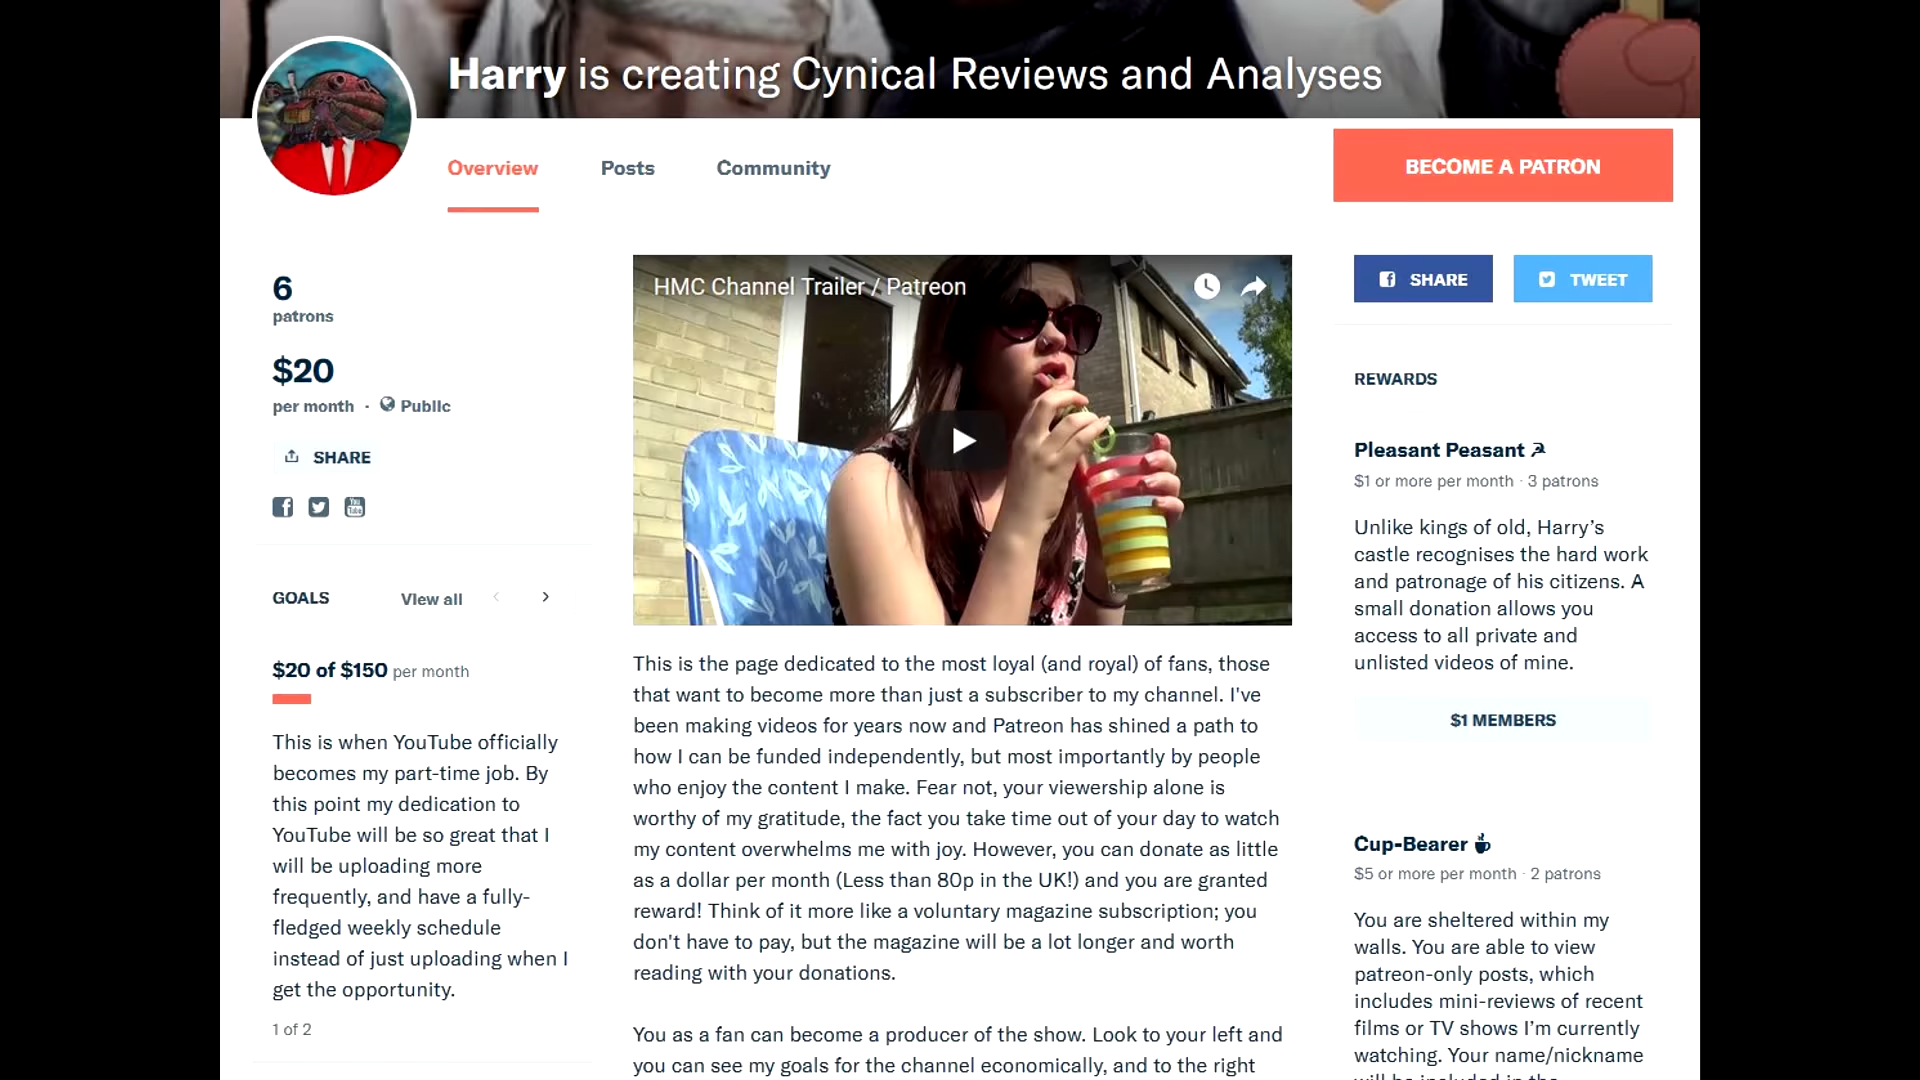 Harry is creating Cynical Reviews and Analyses
Overview
Posts
Community
BECOME A PATRON
6
patrons
$20
per month · Public
SHARE
You
Tube
GOALS
View all
$20 of $150 per month
This is when YouTube officially
becomes my part-time job. By
this point my dedication to
YouTube will be so great that I
will be uploading more
frequently, and have a fully-
fledged weekly schedule
instead of just uploading when I
get the opportunity.
1 of 2
HMC Channel Trailer / Patreon
This is the page dedicated to the most loyal (and royal) of fans, those
that want to become more than just a subscriber to my channel. I've
been making videos for years now and Patreon has shined a path to
how I can be funded independently, but most importantly by people
who enjoy the content I make. Fear not, your viewership alone is
worthy of my gratitude, the fact you take time out of your day to watch
my content overwhelms me with joy. However, you can donate as little
as a dollar per month (Less than 80p in the UK!) and you are granted
reward! Think of it more like a voluntary magazine subscription; you
don't have to pay, but the magazine will be a lot longer and worth
reading with your donations.
You as a fan can become a producer of the show. Look to your left and
you can see my goals for the channel economically, and to the right
SHARE
TWEET
REWARDS
Pleasant Peasant
$1 or more per month · 3 patrons
Unlike kings of old, Harry's
castle recognises the hard work
and patronage of his citizens. A
small donation allows you
access to all private and
unlisted videos of mine.
$1 MEMBERS
Cup-Bearer
$5 or more per month · 2 patrons
You are sheltered within my
walls. You are able to view
patreon-only posts, which
includes mini-reviews of recent
films or TV shows I'm currently
watching. Your name/nickname
will be included in the